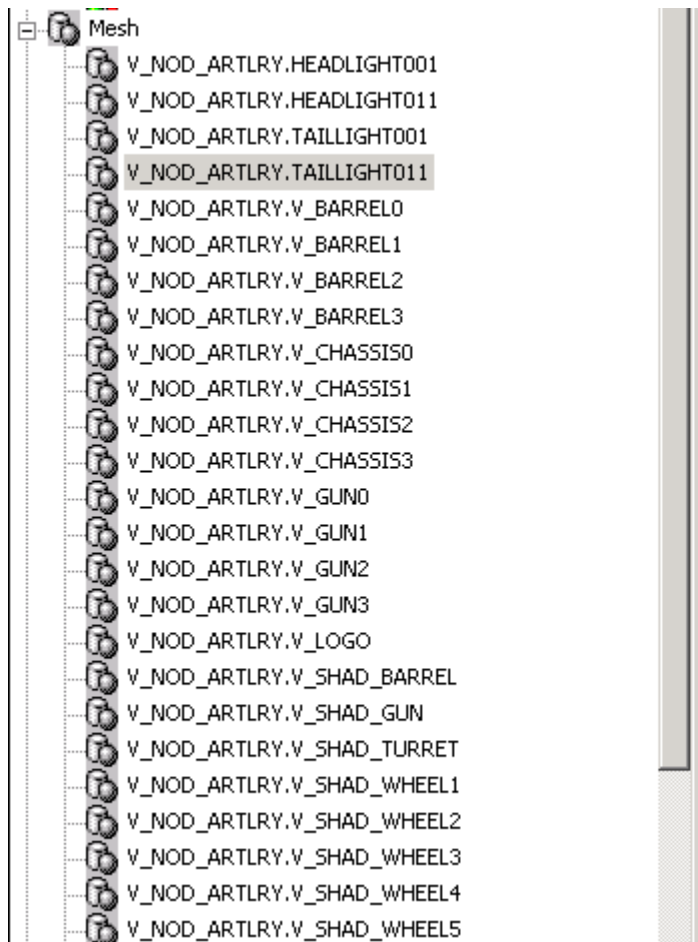 Mesh
V_NOD_ARTLRY.HEADLIGHT001
V_NOD_ARTLRY.HEADLIGHT011
V_NOD_ARTLRY.TAILLIGHT001
V_NOD_ARTLRY.TAILLIGHT011
V_NOD_ARTLRY.V_BARREL0
V_NOD_ARTLRY.V_BARREL1
V_NOD_ARTLRY.V_BARREL2
V_NOD_ARTLRY.V_BARREL3
V_NOD_ARTLRY.V_CHASSIS0
V_NOD_ARTLRY.V_CHASSIS1
V_NOD_ARTLRY.V_CHASSIS2
V_NOD_ARTLRY.V_CHASSIS3
V_NOD_ARTLRY.V_GUN0
V_NOD_ARTLRY.V_GUN1
V_NOD_ARTLRY.V_GUN2
V_NOD_ARTLRY.V_GUN3
V_NOD_ARTLRY.V_LOGO
V_NOD_ARTLRY.V_SHAD_BARREL
V_NOD_ARTLRY.V_SHAD_GUN
V_NOD_ARTLRY.V_SHAD_TURRET
V_NOD_ARTLRY.V_SHAD_WHEEL1
V_NOD_ARTLRY.V_SHAD_WHEEL2
V_NOD_ARTLRY.V_SHAD_WHEEL3
V_NOD_ARTLRY.V_SHAD_WHEEL4
V_NOD_ARTLRY.V_SHAD_WHEEL5